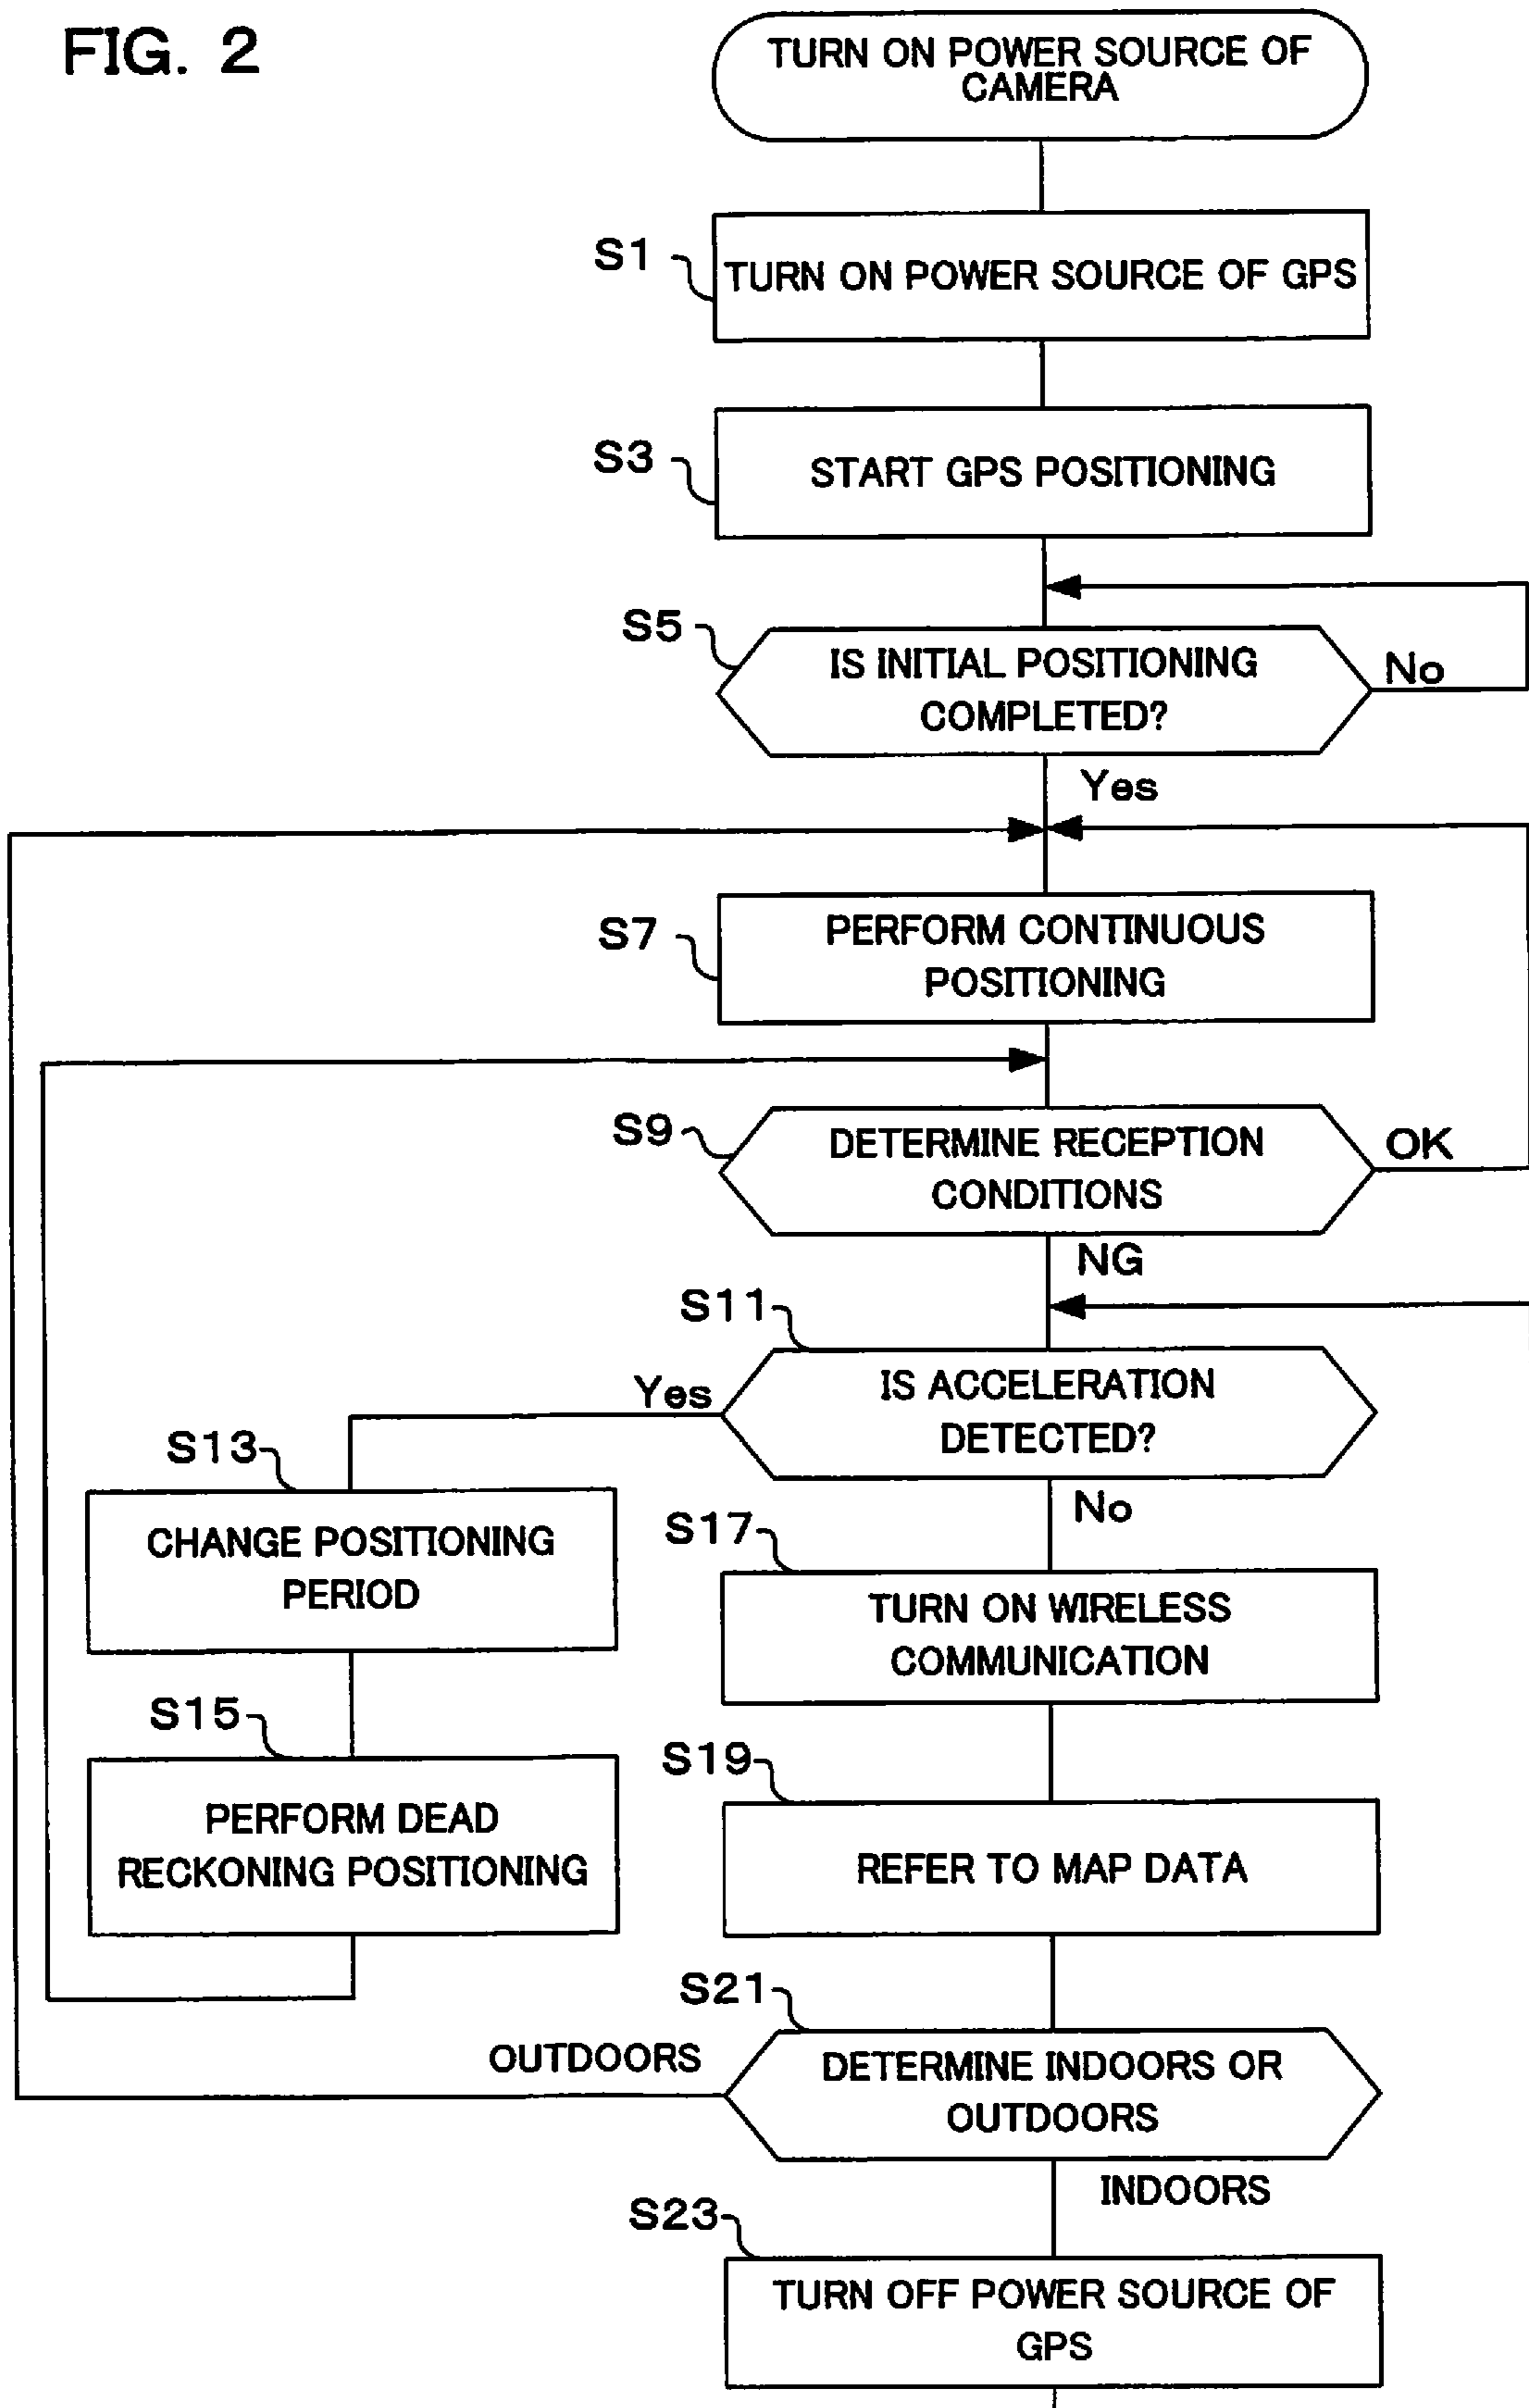 FIG. 2
TURN ON POWER SOURCE OF
CAMERA
S1
TURN ON POWER SOURCE OF GPS
S3
START GPS POSITIONING
S5
IS INITIAL POSITIONING
COMPLETED?
No
Yes
S7
PERFORM CONTINUOUS
POSITIONING
S9
DETERMINE RECEPTION
CONDITIONS
OK
NG
S11
IS ACCELERATION
DETECTED?
Yes
No
S13
CHANGE POSITIONING
PERIOD
S15
PERFORM DEAD
RECKONING POSITIONING
S17
TURN ON WIRELESS
COMMUNICATION
S19
REFER TO MAP DATA
S21
DETERMINE INDOORS OR
OUTDOORS
OUTDOORS
INDOORS
S23
TURN OFF POWER SOURCE OF
GPS